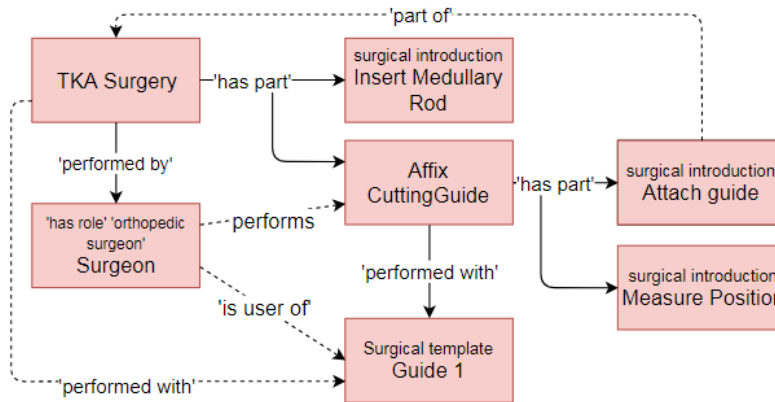 'part of'
TKA Surgery
'has part'
surgical introduction
Insert Medullary
Rod
'performed by'
Affix
CuttingGuide
'has part'
surgical introduction
Attach guide
'has role' 'orthopedic
surgeon'
Surgeon
performs
'performed with'
surgical introduction
Measure Position
'is user of'
Surgical template
Guide 1
'performed with'